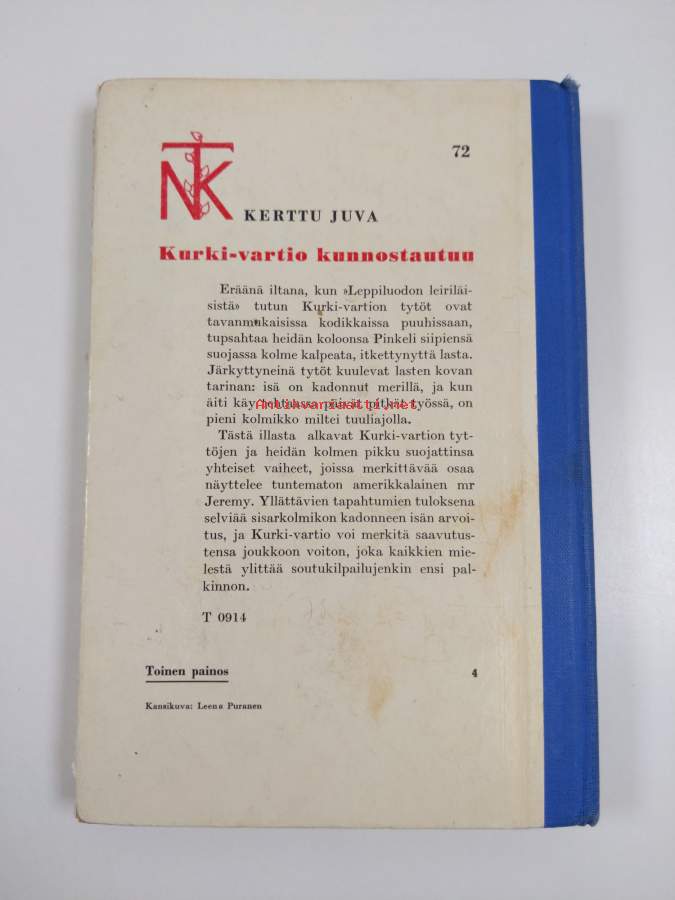 72
NTK
KERTTU JUVA
Kurki-vartio kunnostautuu
Eräänä iltana, kun »Leppiluodon leiriläi-
sistä» tutun Kurki-vartion tytöt ovat
tavanmukaisissa kodikkaissa puuhissaan,
tupsahtaa heidän koloonsa Pinkeli siipiensä
suojassa kolme kalpeata, itkettynyttä lasta.
Järkyttyneinä tytöt kuulevat lasten kovan
tarinan: isä on kadonnut merillä, ja kun
äiti käy tehtaassa päivät pitkät työssä, on
Antikvariaatti.net
pieni kolmikko miltei tuuliajolla.
Tästä illasta alkavat Kurki-vartion tyt-
töjen ja heidän kolmen pikku suojattinsa
yhteiset vaiheet, joissa merkittävää osaa
näyttelee tuntematon amerikkalainen mr
Jeremy. Yllättävien tapahtumien tuloksena
selviää sisarkolmikon kadonneen isän arvoi-
tus, ja Kurki-vartio voi merkitä saavutus-
tensa joukkoon voiton, joka kaikkien mie-
lestä ylittää soutukilpailujenkin ensi pal-
kinnon.
T 0914
Toinen painos 4
Kansikuva: Leena Puranen